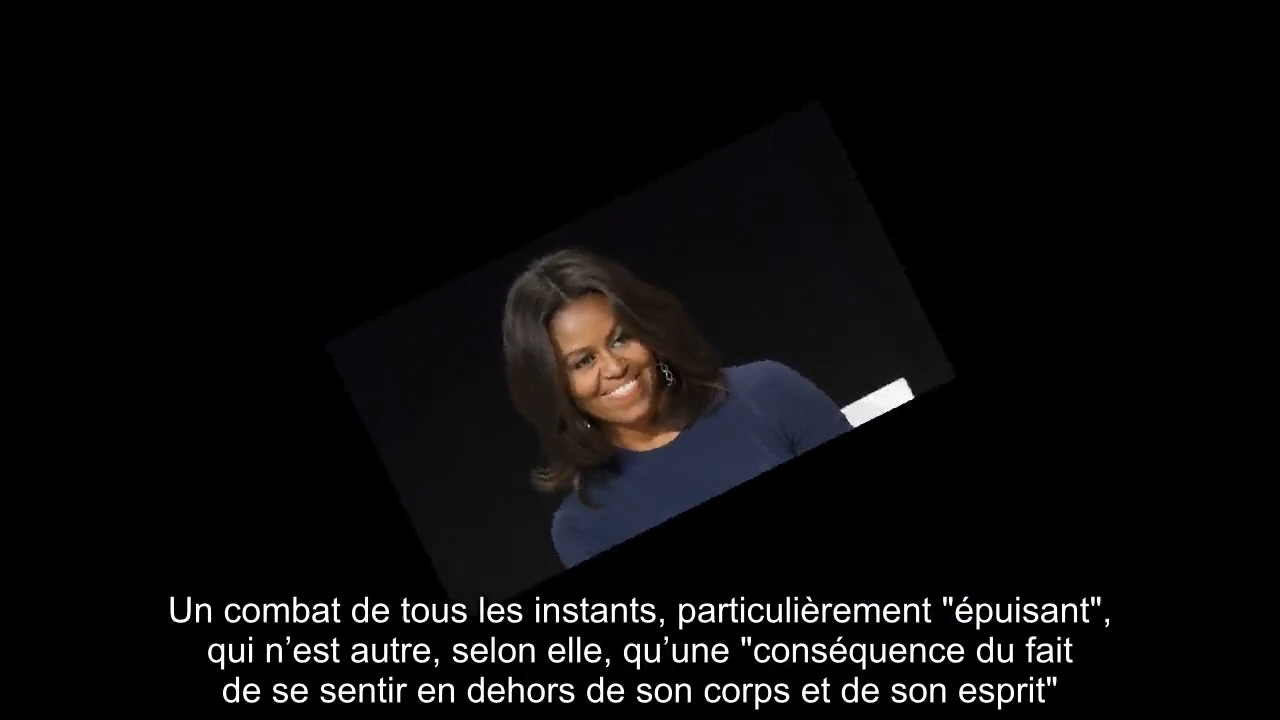 Un combat de tous les instants, particulièrement "épuisant",
qui n’est autre, selon elle, qu’une "conséquence du fait
de se sentir en dehors de son corps et de son esprit"